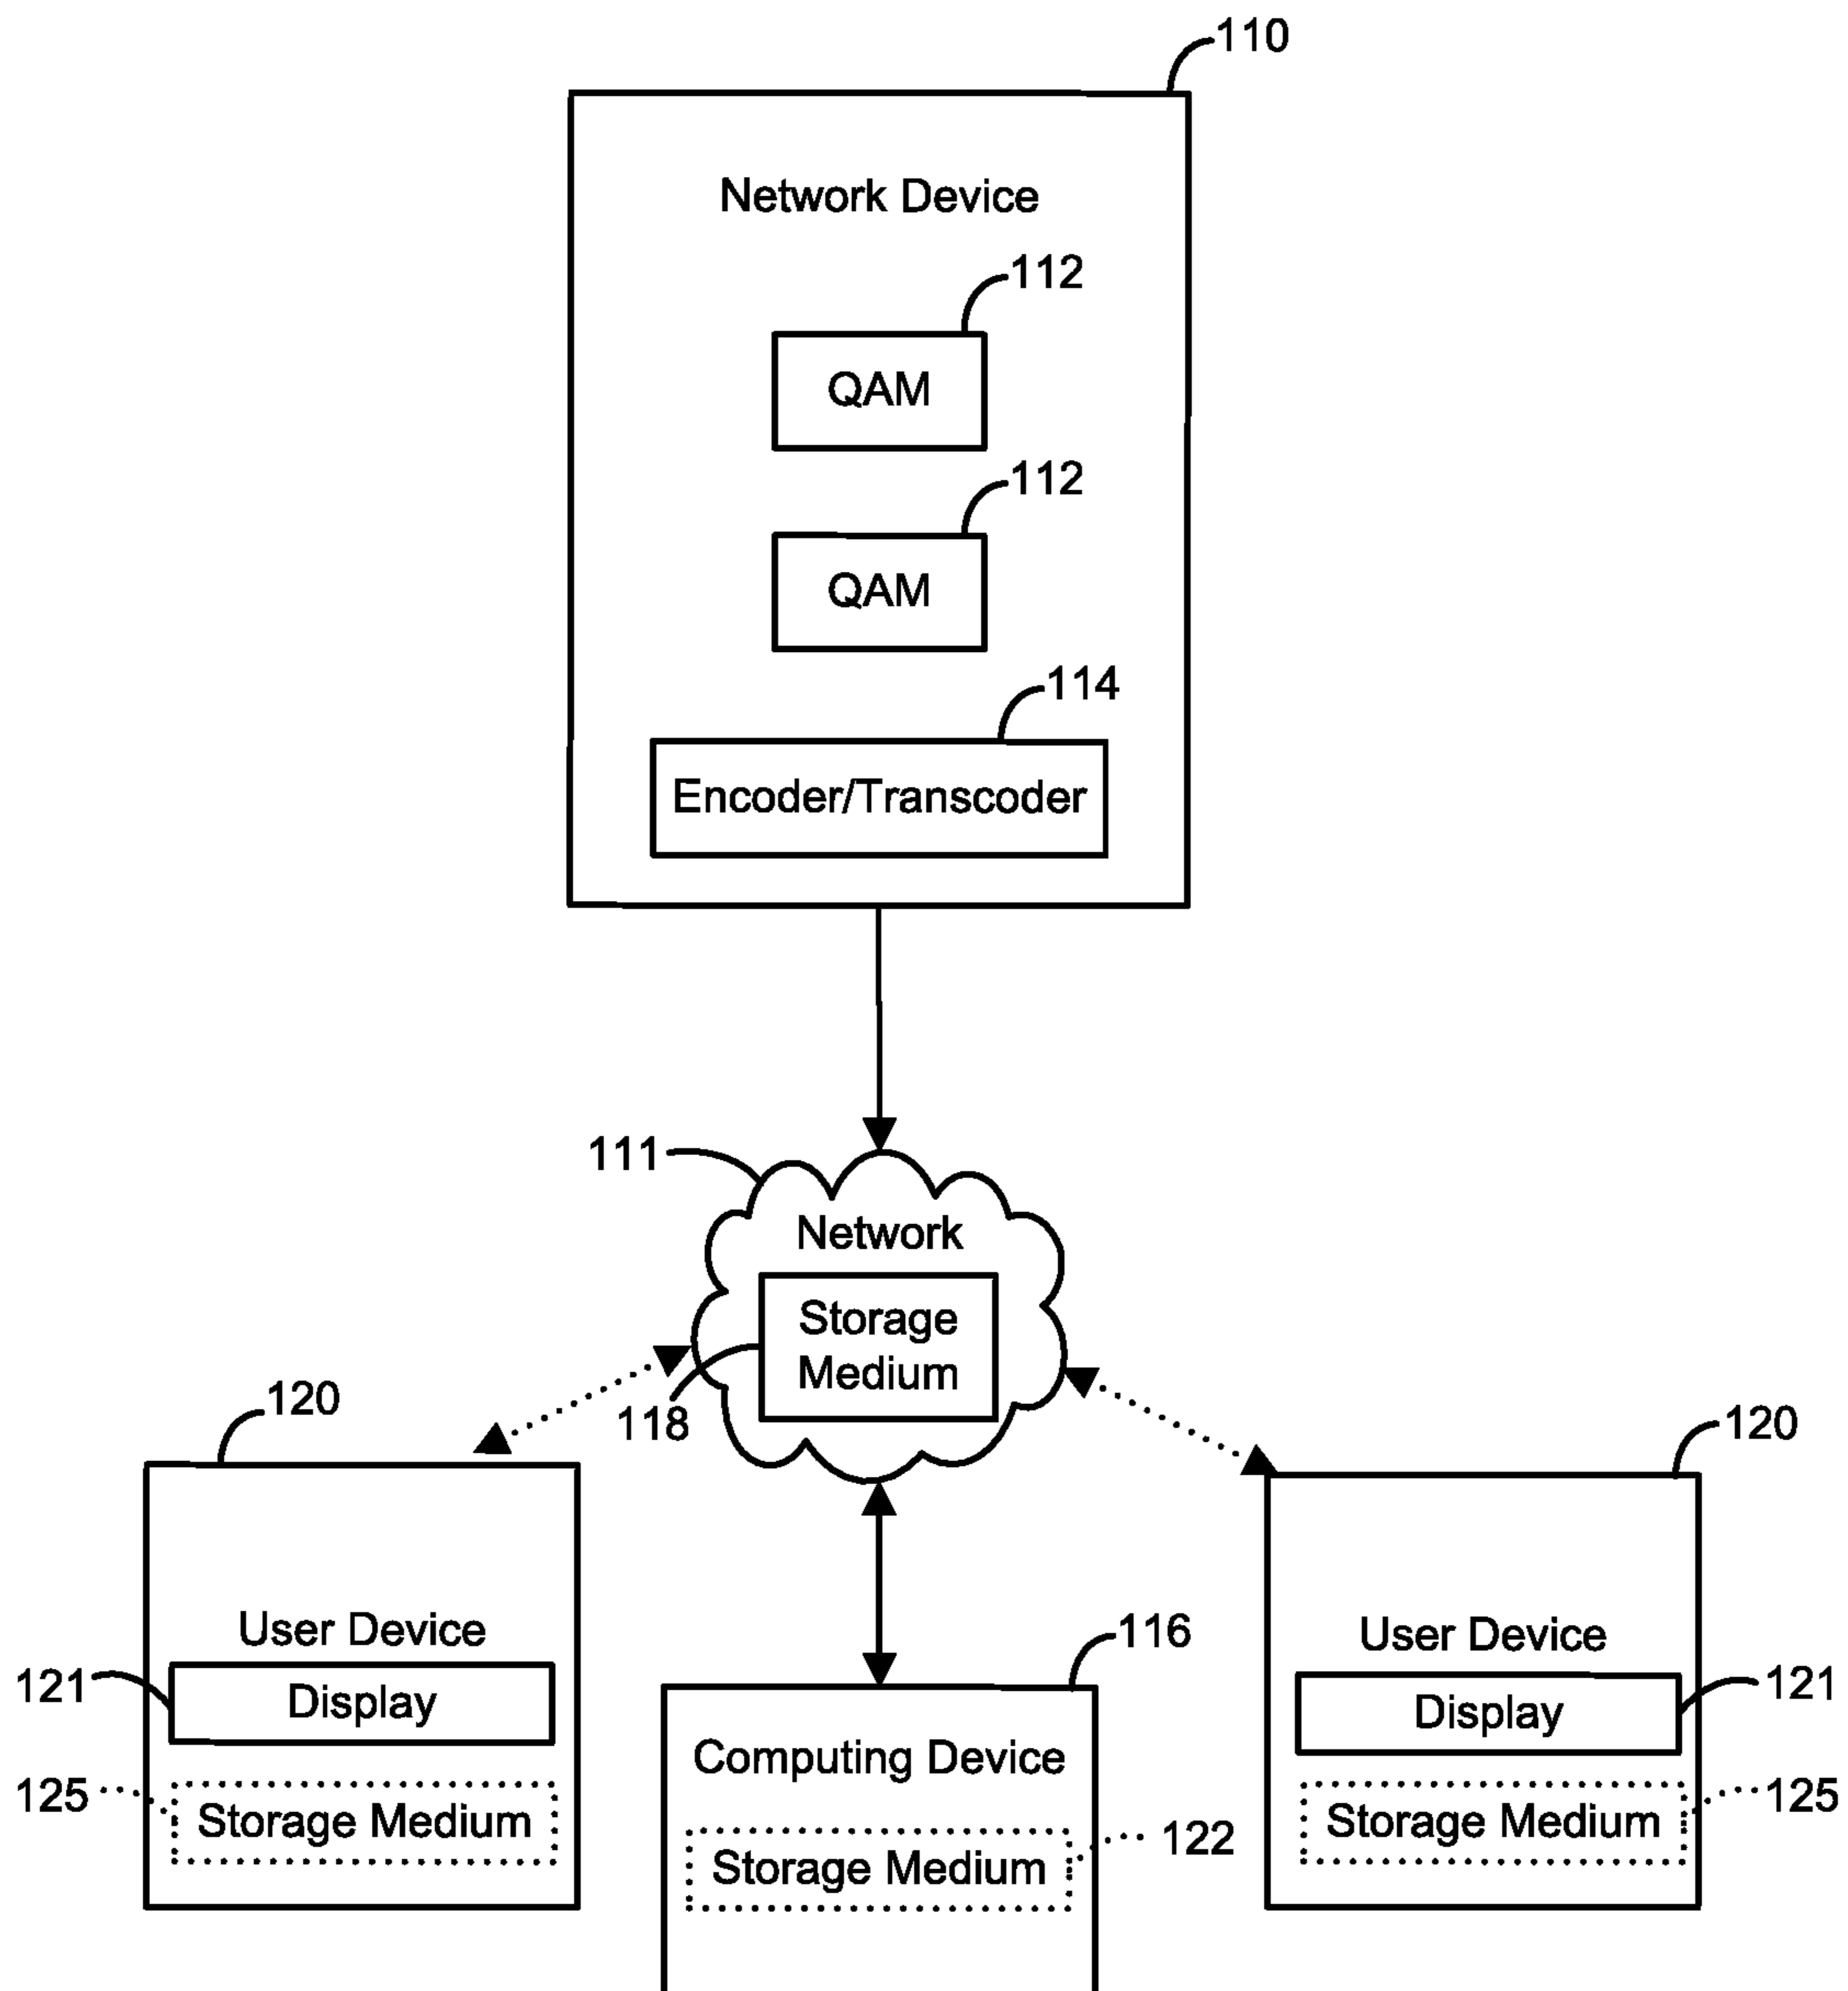 110
Network Device
112
QAM
112
QAM
114
Encoder/Transcoder
111
Network
Storage
Medium
118
120
120
User Device
116
User Device
121
Display
121
Display
Computing Device
125
Storage Medium
125
Storage Medium
122
Storage Medium